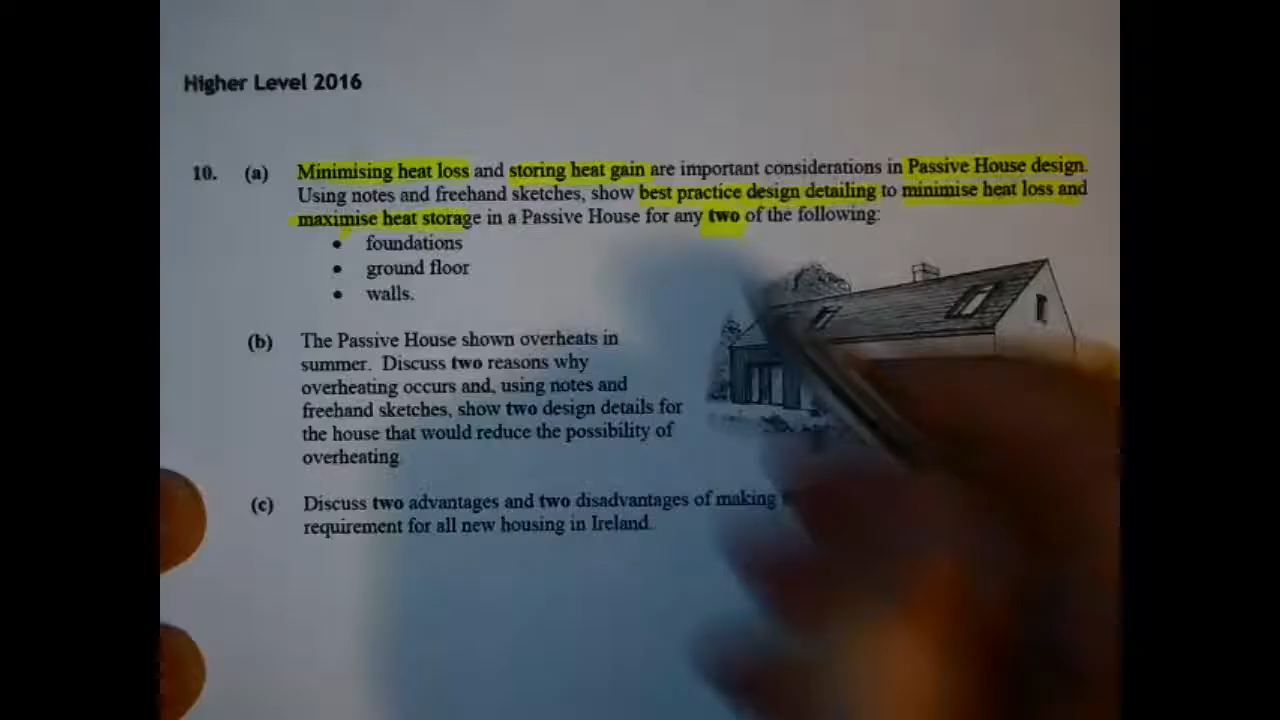 Higher Level 2016
10. (a) Minimising heat loss and storing heat gain are important considerations in Passive House design.
Using notes and freehand sketches, show best practice design detailing to minimise heat loss and
maximise heat storage in a Passive House for any two of the following:
• foundations
• ground floor
• walls.
(b) The Passive House shown overheats in
summer. Discuss two reasons why
overheating occurs and, using notes and
freehand sketches, show two design details for
the house that would reduce the possibility of
overheating
(c) Discuss two advantages and two disadvantages of making
requirement for all new housing in Ireland.